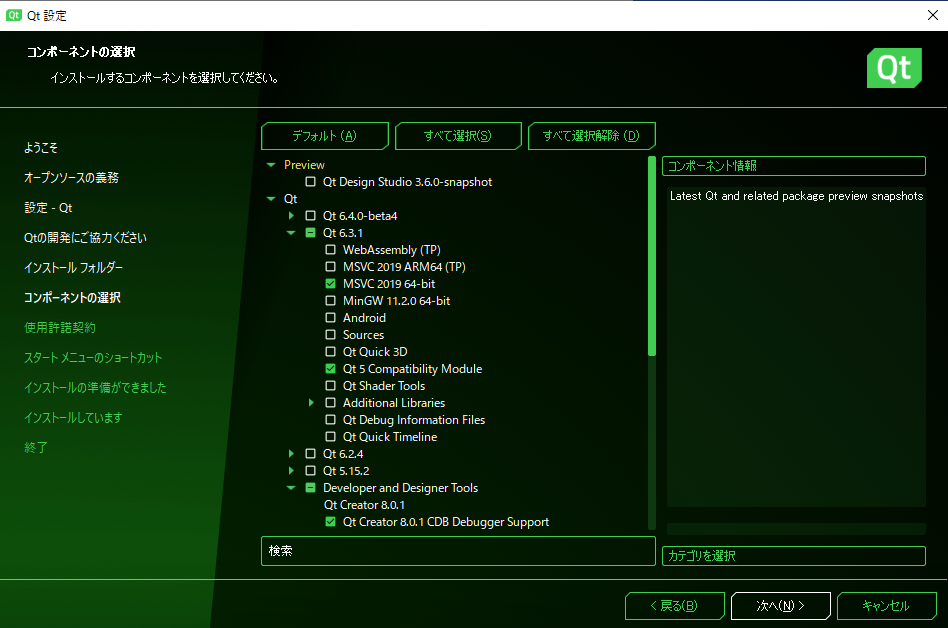 Qt 設定
コンポーネントの選択
インストールするコンポーネントを選択してください。
Qt
ようこそ
オープンソースの義務
設定 - Qt
Qtの開発にご協力ください
インストール フォルダー
コンポーネントの選択
使用許諾契約
スタート メニューのショートカット
インストールの準備ができました
インストールしています
終了
デフォルト (A)
すべて選択(S)
すべて選択解除 (D)
Preview
Qt Design Studio 3.6.0-snapshot
Qt
Qt 6.4.0-beta4
Qt 6.3.1
WebAssembly (TP)
MSVC 2019 ARM64 (TP)
MSVC 2019 64-bit
MinGW 11.2.0 64-bit
Android
Sources
Qt Quick 3D
Qt 5 Compatibility Module
Qt Shader Tools
Additional Libraries
Qt Debug Information Files
Qt Quick Timeline
Qt 6.2.4
Qt 5.15.2
Developer and Designer Tools
Qt Creator 8.0.1
Qt Creator 8.0.1 CDB Debugger Support
検索
コンポーネント情報
Latest Qt and related package preview snapshots
カテゴリを選択
< 戻る(B)
次へ(N) >
キャンセル